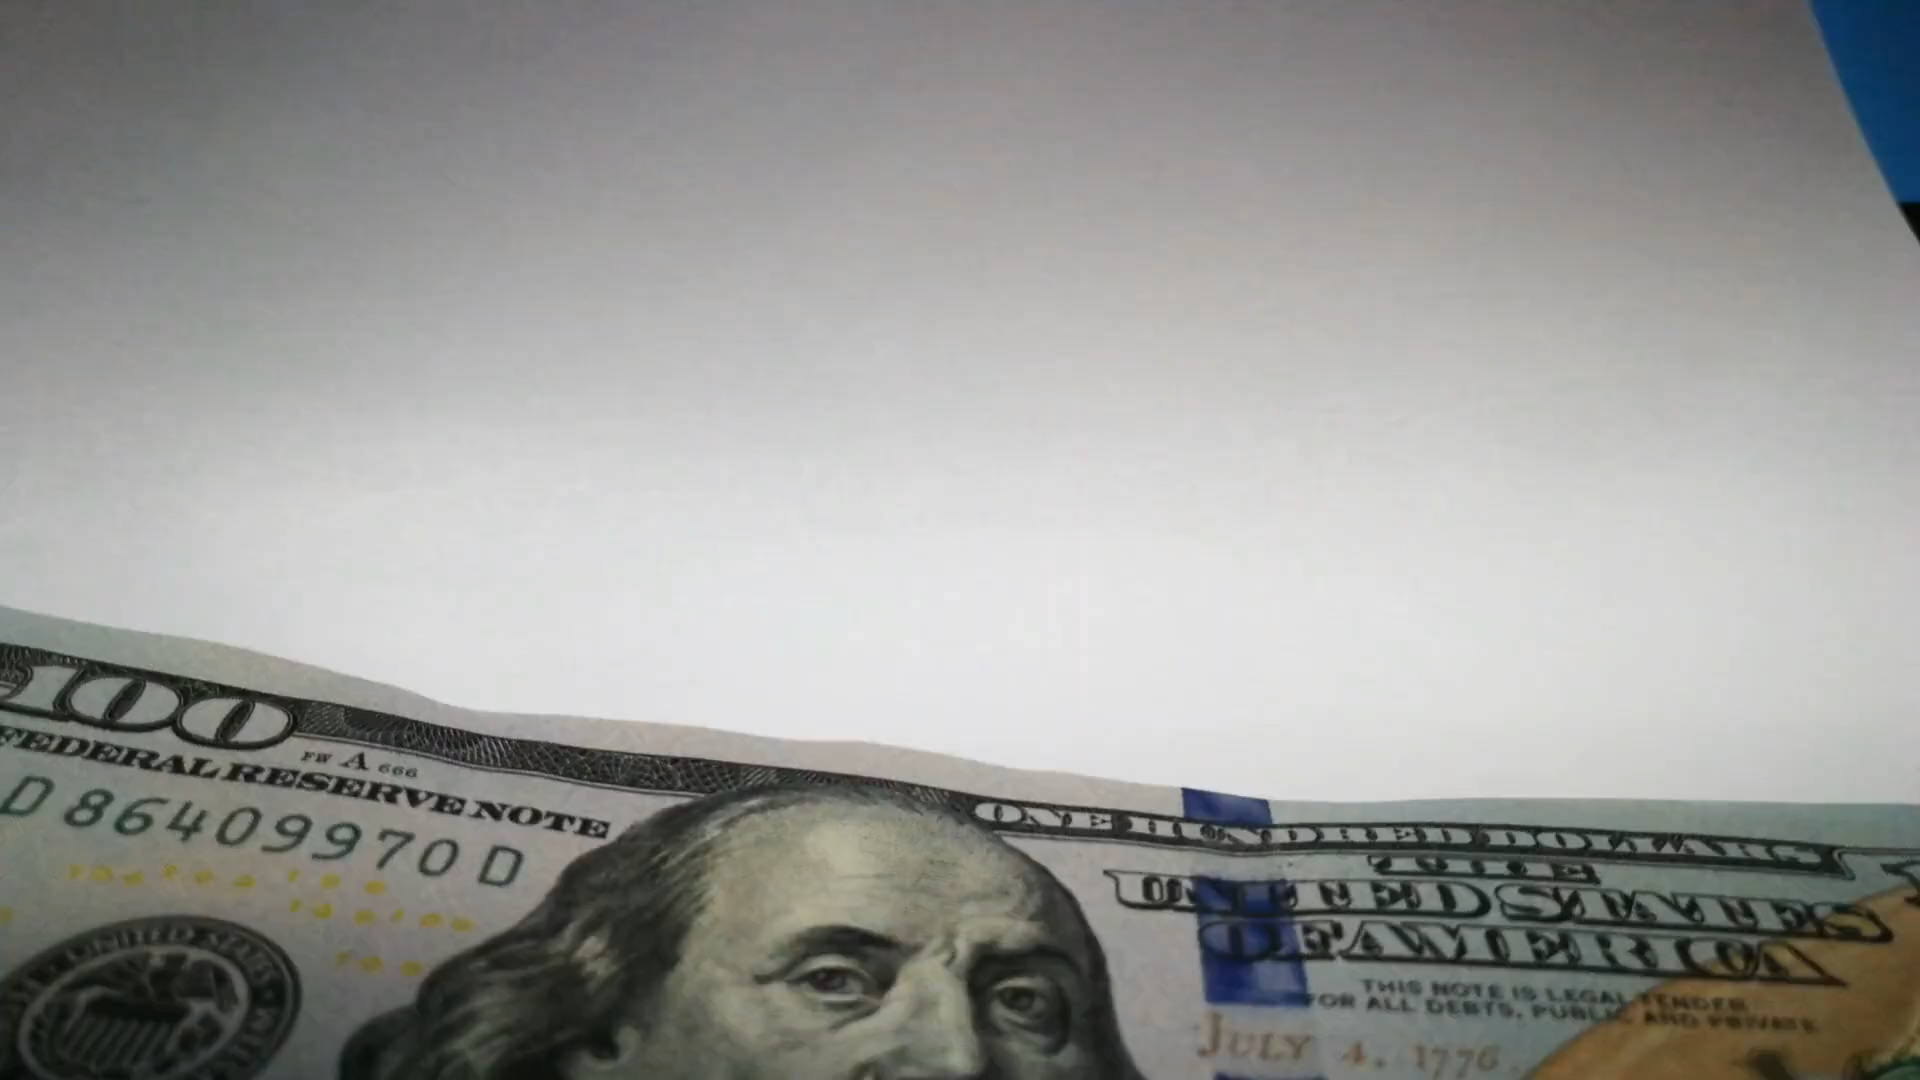 100
FW A 666
FEDERAL RESERVE NOTE
D 86409970 D
ONE HUNDRED DOLLARS
THE
UNITED STATES
OF AMERICA
THIS NOTE IS LEGAL TENDER
FOR ALL DEBTS, PUBLIC AND PRIVATE
JULY 4, 1776